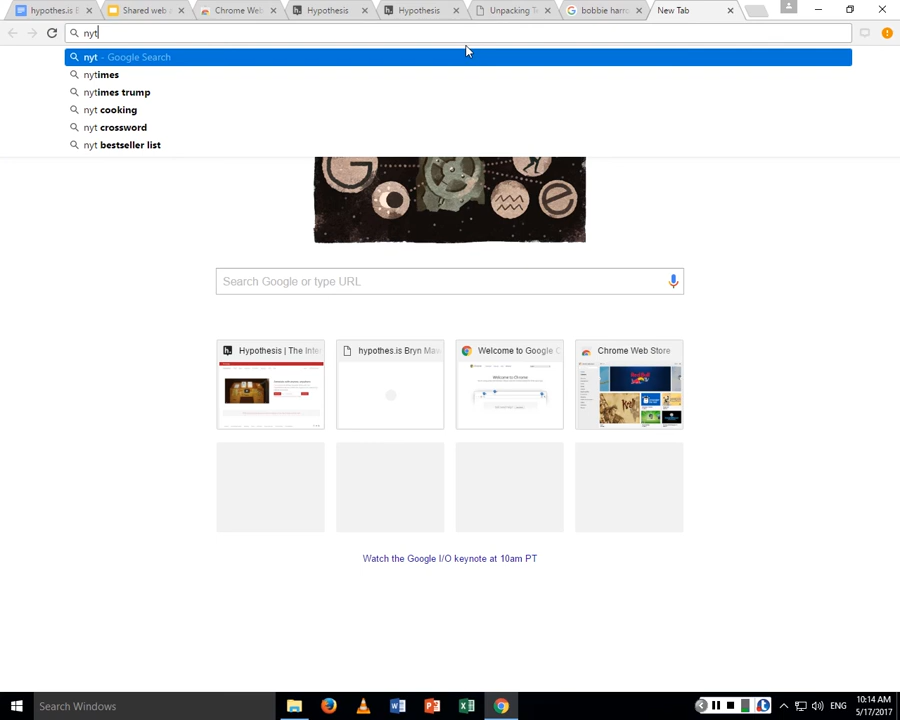 hypothes.is B
Shared web
Chrome Web
Hypothesis
Hypothesis
Unpacking T
bobbie harr
New Tab
nyt
nyt - Google Search
nytimes
nytimes trump
nyt cooking
nyt crossword
nyt bestseller list
Search Google or type URL
Hypothesis | The Inte
hypothes.is Bryn Maw
Welcome to Google C
Chrome Web Store
Watch the Google I/O keynote at 10am PT
Search Windows
ENG
10:14 AM
5/17/2017